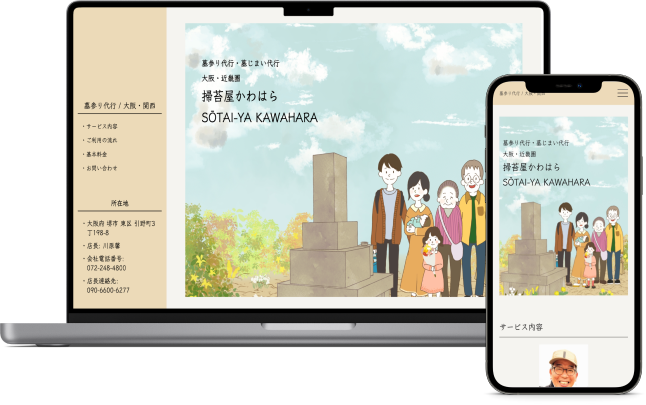 墓参り代行 / 大阪・関西
・サービス内容
・ご利用の流れ
・基本料金
・お問い合わせ
所在地
・大阪府 堺市 東区 引野町3
丁198-8
・店長: 川原馨
・会社電話番号:
072-248-4800
・店長連絡先:
090-6600-6277
墓参り代行・墓じまい代行
大阪・近畿圏
掃苔屋かわはら
SŌTAI-YA KAWAHARA
墓参り代行 / 大阪・関西
墓参り代行・墓じまい代行
大阪・近畿圏
掃苔屋かわはら
SŌTAI-YA KAWAHARA
サービス内容